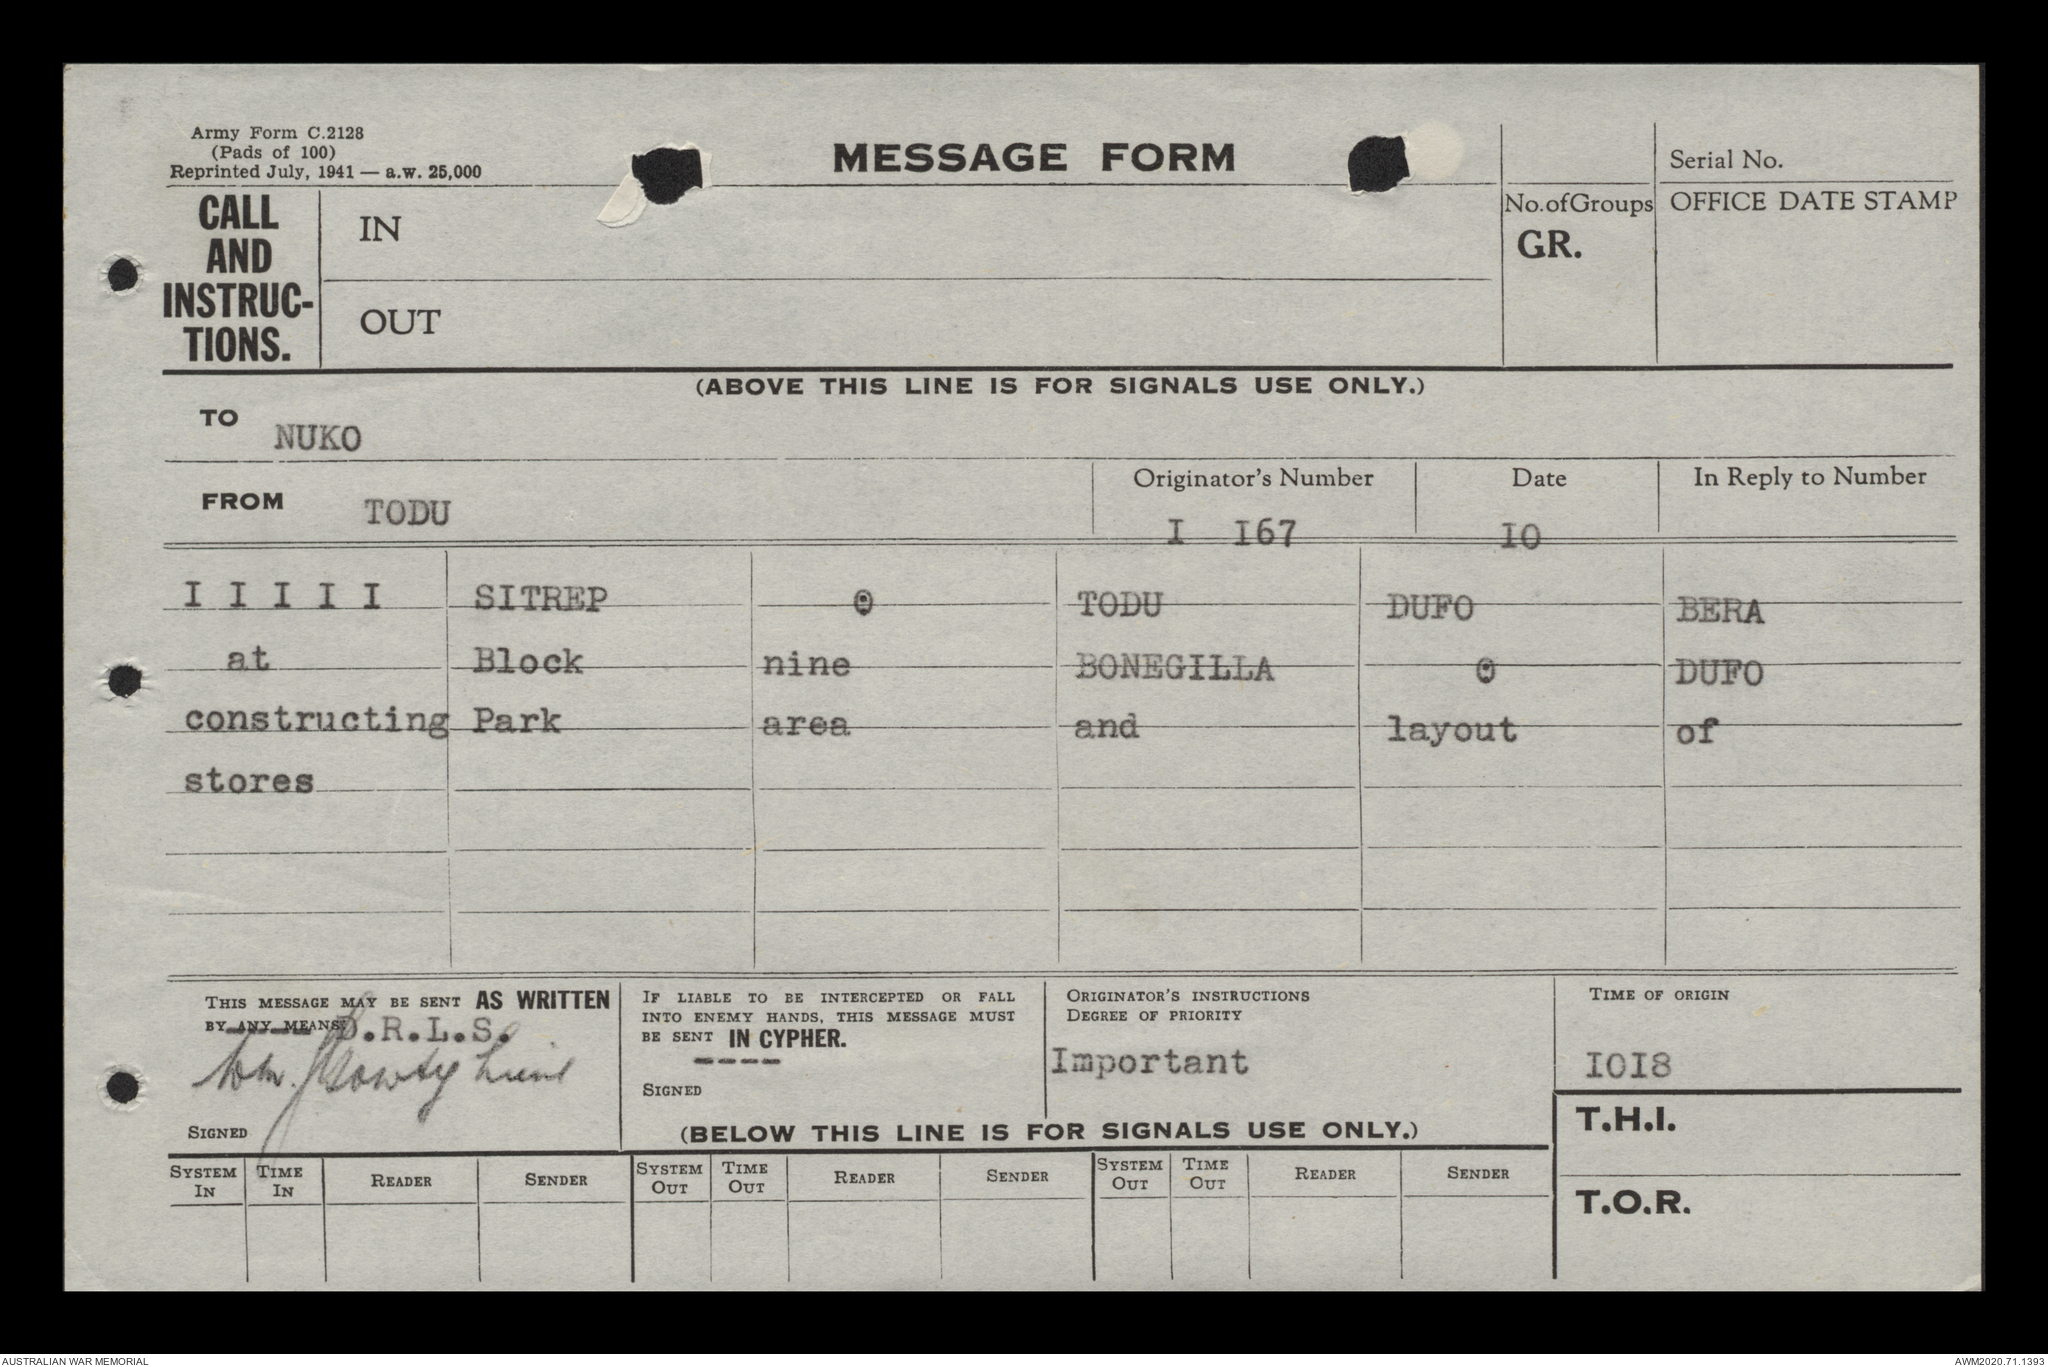 Army Form C.2128
(Pads of 100)
Reprinted July, 1941 — a.w. 25,000
MESSAGE FORM
Serial No.
CALL AND INSTRUC-TIONS.
IN
OUT
No. of Groups
GR.
OFFICE DATE STAMP
(ABOVE THIS LINE IS FOR SIGNALS USE ONLY.)
TO NUKO
FROM TODU
Originator's Number
I I67
Date
IO
In Reply to Number
I I I I I SITREP TODU DUFO BERA
at Block nine BONEGILLA DUFO
constructing Park area and layout of
stores
THIS MESSAGE MAY BE SENT AS WRITTEN
BY ANY MEANS D.R.L.S.
SIGNED
IF LIABLE TO BE INTERCEPTED OR FALL
INTO ENEMY HANDS, THIS MESSAGE MUST
BE SENT IN CYPHER.
SIGNED
ORIGINATOR'S INSTRUCTIONS
DEGREE OF PRIORITY
Important
TIME OF ORIGIN
IOI8
(BELOW THIS LINE IS FOR SIGNALS USE ONLY.)
T.H.I.
T.O.R.
SYSTEM IN TIME IN READER SENDER SYSTEM OUT TIME OUT READER SENDER SYSTEM OUT TIME OUT READER SENDER
AUSTRALIAN WAR MEMORIAL
AWM2020.71.1393